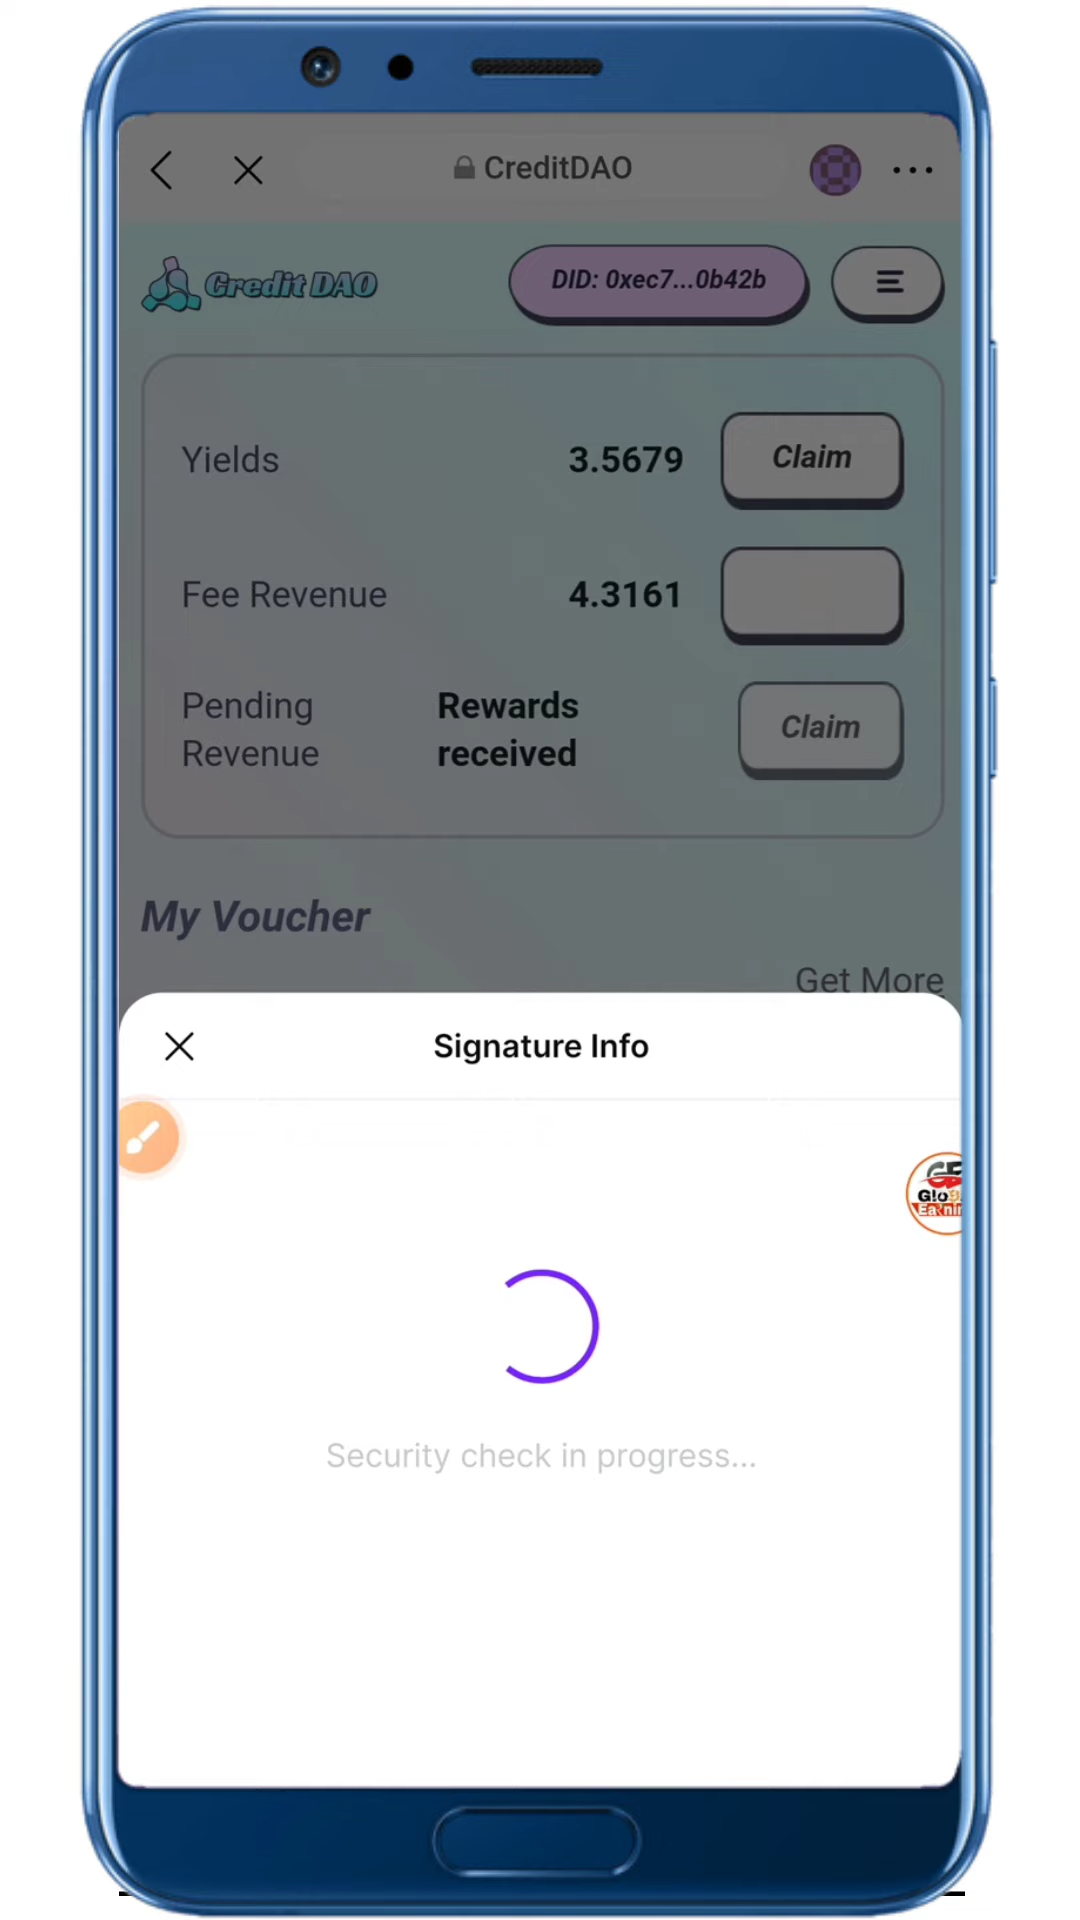 CreditDAO
Credit DAO
DID: 0xec7...0b42b
Yields 3.5679 Claim
Fee Revenue 4.3161
Pending Revenue
Rewards received
Claim
My Voucher
Get More
Signature Info
Security check in progress...